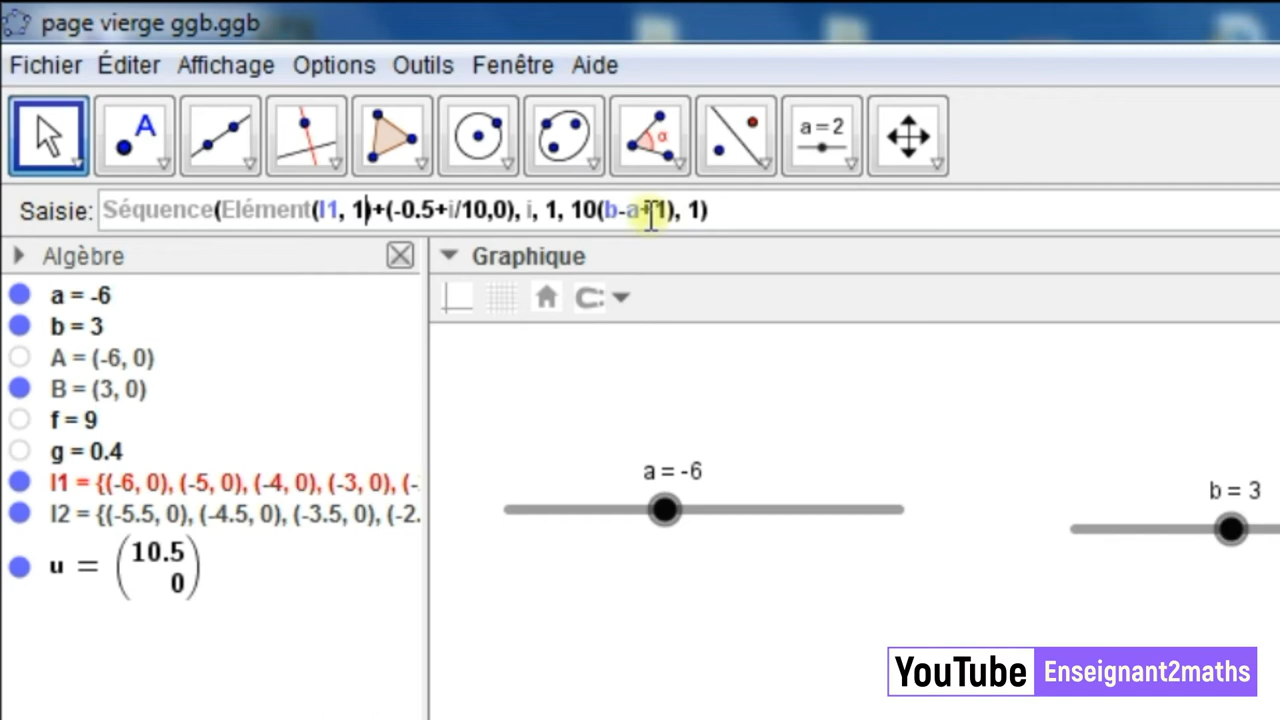 page vierge ggb.ggb
Fichier Éditer Affichage Options Outils Fenêtre Aide
A
α
a = 2
Saisie: Séquence(Elément(l1, 1)+(-0.5+i/10,0), i, 1, 10(b-a+1), 1)
Algèbre
Graphique
a = -6
b = 3
A = (-6, 0)
B = (3, 0)
f = 9
g = 0.4
l1 = {(-6, 0), (-5, 0), (-4, 0), (-3, 0), (-
l2 = {(-5.5, 0), (-4.5, 0), (-3.5, 0), (-2.
u = (10.5
0)
a = -6
b = 3
YouTube Enseignant2maths